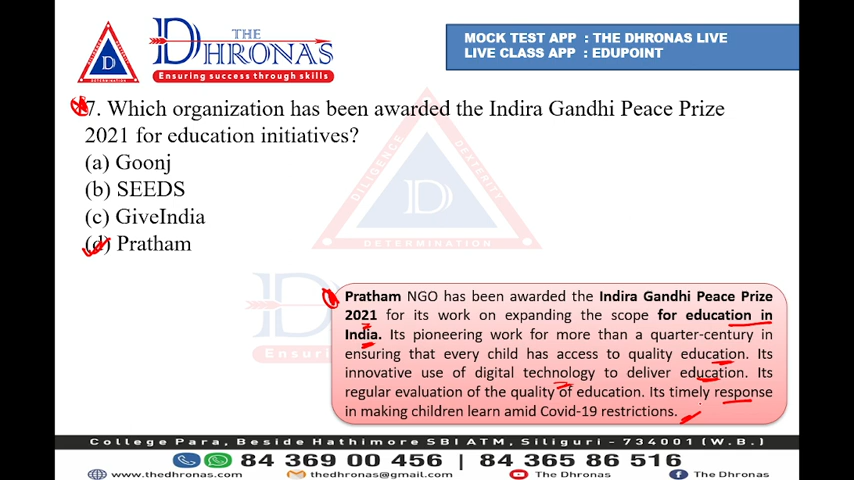 THE
DHRONAS
Ensuring success through skills
DILIGENCE
DEXTERITY
DETERMINATION
D
MOCK TEST APP : THE DHRONAS LIVE
LIVE CLASS APP : EDUPOINT
7. Which organization has been awarded the Indira Gandhi Peace Prize
2021 for education initiatives?
(a) Goonj
(b) SEEDS
(c) GiveIndia
(d) Pratham
Pratham NGO has been awarded the Indira Gandhi Peace Prize
2021 for its work on expanding the scope for education in
India. Its pioneering work for more than a quarter-century in
ensuring that every child has access to quality education. Its
innovative use of digital technology to deliver education. Its
regular evaluation of the quality of education. Its timely response
in making children learn amid Covid-19 restrictions.
College Para, Beside Hathimore SBI ATM, Siliguri - 734001 (W.B.)
84 369 00 456 | 84 365 86 516
www.thedhronas.com thedhronas@gmail.com The Dhronas The Dhronas